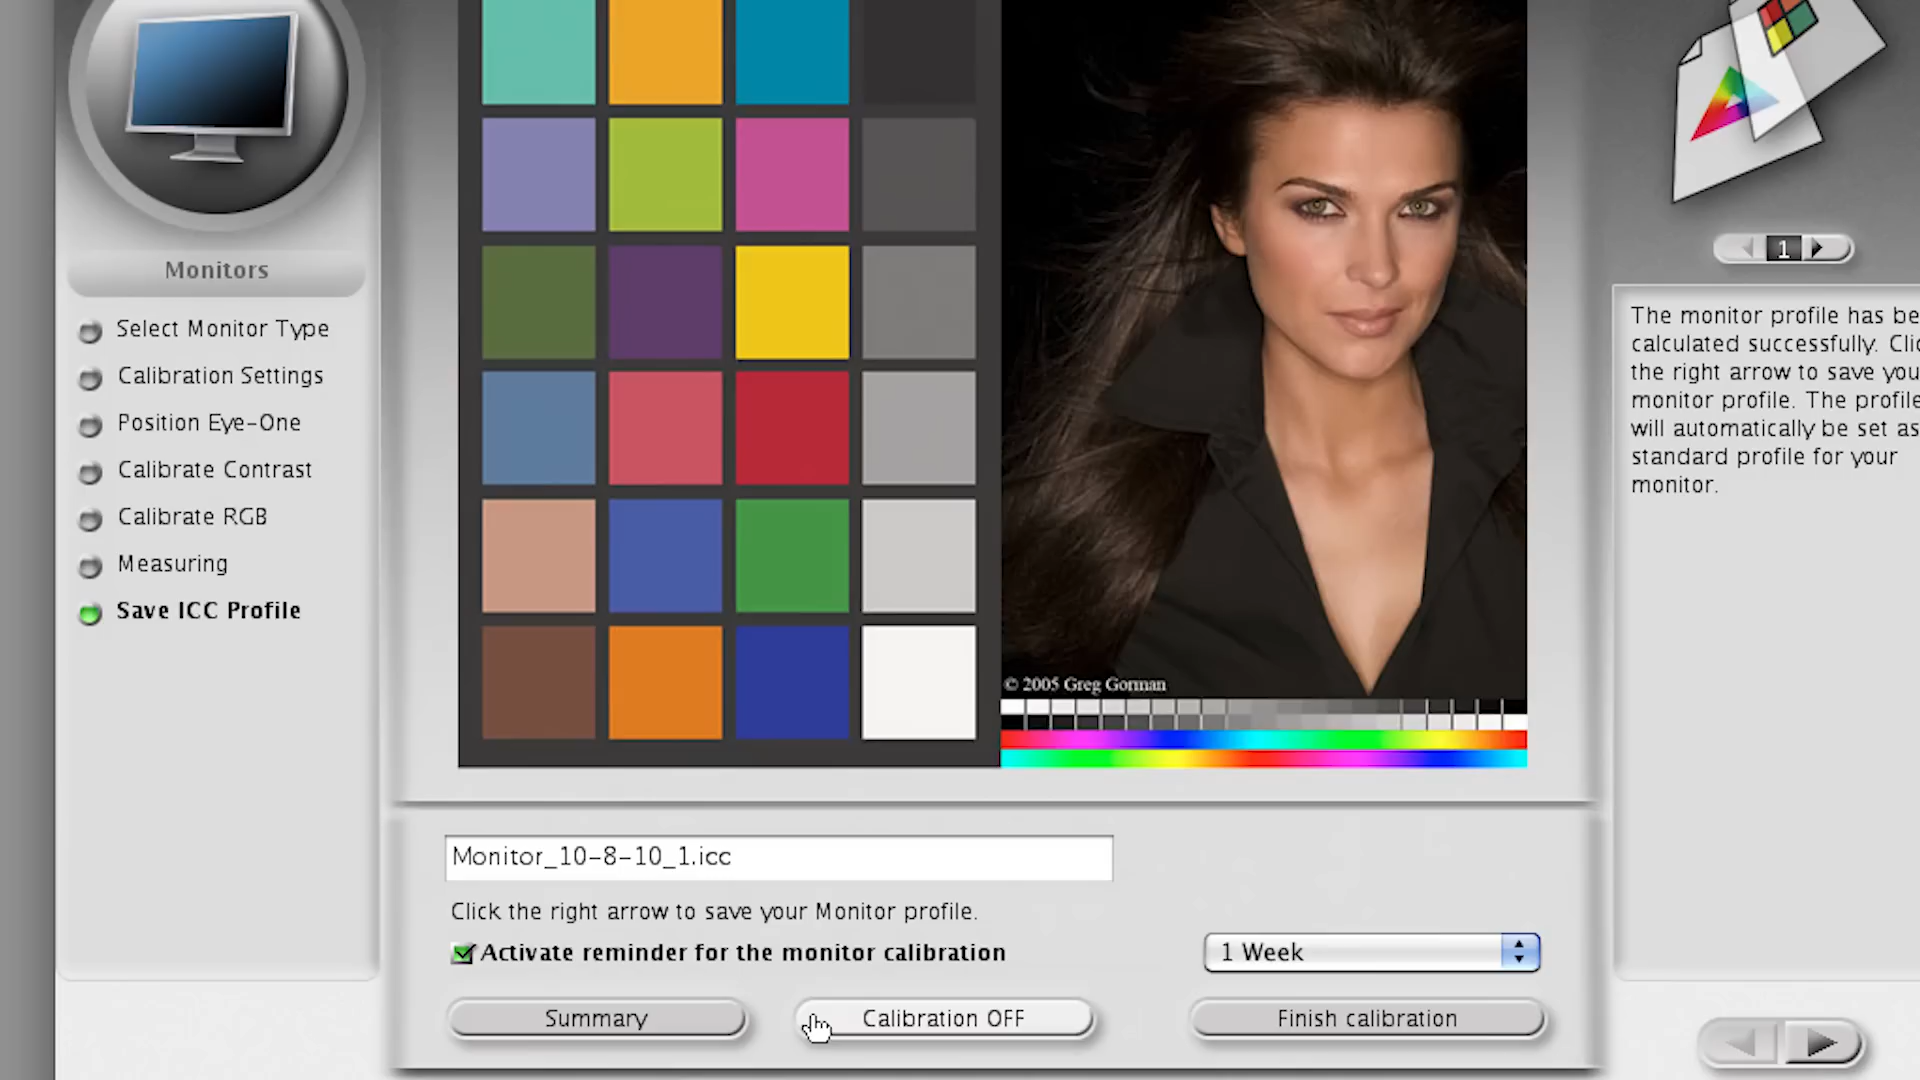 Monitors
Select Monitor Type
Calibration Settings
Position Eye-One
Calibrate Contrast
Calibrate RGB
Measuring
Save ICC Profile
© 2005 Greg Gorman
Monitor_10-8-10_1.icc
Click the right arrow to save your Monitor profile.
Activate reminder for the monitor calibration
1 Week
Summary
Calibration OFF
Finish calibration
1
The monitor profile has be
calculated successfully. Clic
the right arrow to save you
monitor profile. The profile
will automatically be set as
standard profile for your
monitor.